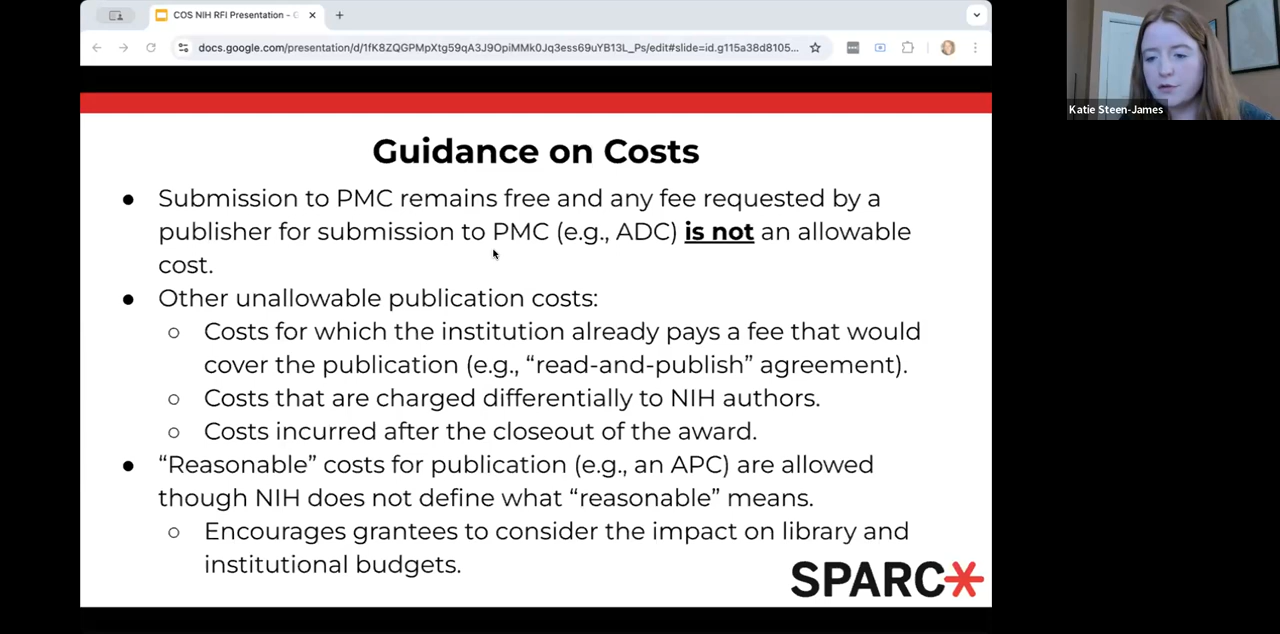 COS NIH RFI Presentation - G
docs.google.com/presentation/d/1fK8ZQGPMpXtg59qA3J9OpiMMk0Jq3ess69uYB13L_Ps/edit#slide=id.g115a38d8105...
Katie Steen-James
Guidance on Costs
● Submission to PMC remains free and any fee requested by a
publisher for submission to PMC (e.g., ADC) is not an allowable
cost.
● Other unallowable publication costs:
○ Costs for which the institution already pays a fee that would
cover the publication (e.g., “read-and-publish” agreement).
○ Costs that are charged differentially to NIH authors.
○ Costs incurred after the closeout of the award.
● “Reasonable” costs for publication (e.g., an APC) are allowed
though NIH does not define what “reasonable” means.
○ Encourages grantees to consider the impact on library and
institutional budgets.
SPARC